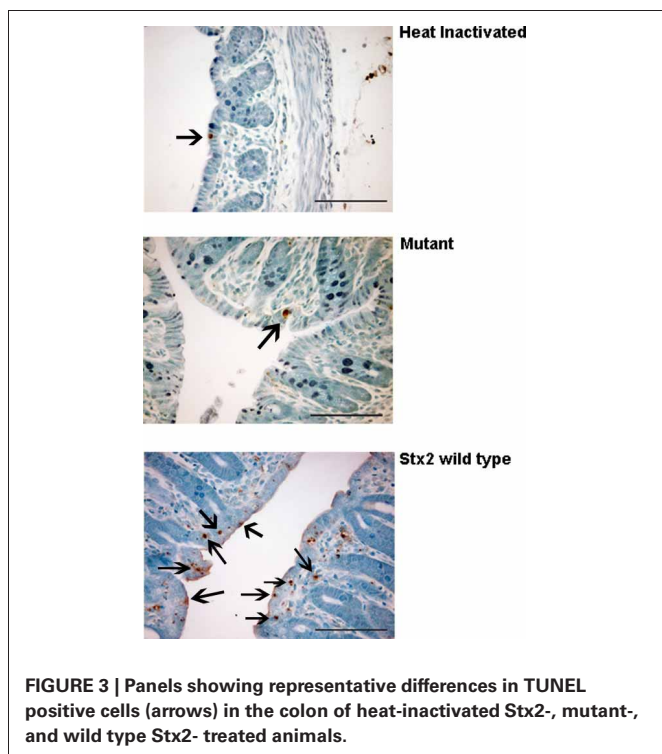 Heat Inactivated
Mutant
Stx2 wild type
FIGURE 3 | Panels showing representative differences in TUNEL
positive cells (arrows) in the colon of heat-inactivated Stx2-, mutant-,
and wild type Stx2- treated animals.